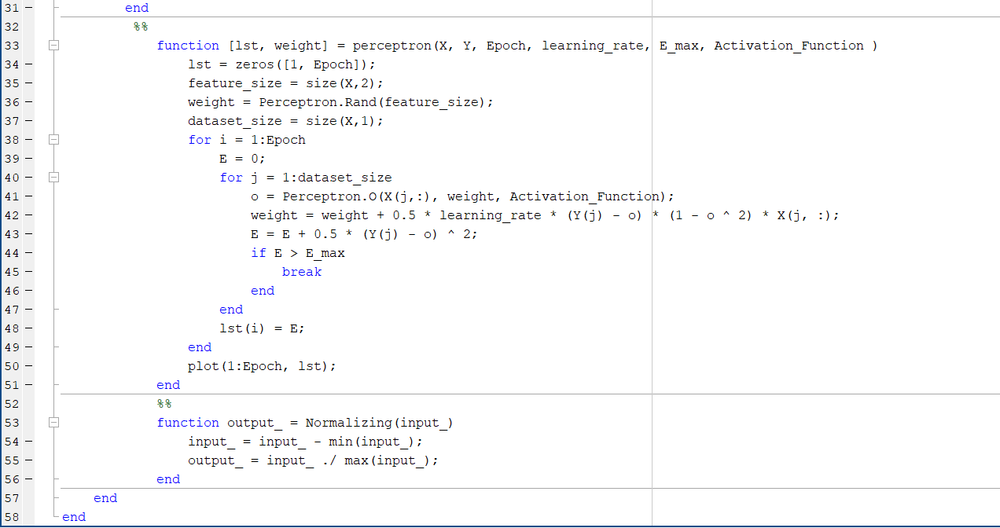 31 –             end
32               %%
33                   function [lst, weight] = perceptron(X, Y, Epoch, learning_rate, E_max, Activation_Function )
34 –                     lst = zeros([1, Epoch]);
35 –                     feature_size = size(X,2);
36 –                     weight = Perceptron.Rand(feature_size);
37 –                     dataset_size = size(X,1);
38 –                     for i = 1:Epoch
39 –                         E = 0;
40 –                         for j = 1:dataset_size
41 –                             o = Perceptron.O(X(j,:), weight, Activation_Function);
42 –                             weight = weight + 0.5 * learning_rate * (Y(j) - o) * (1 - o ^ 2) * X(j, :);
43 –                             E = E + 0.5 * (Y(j) - o) ^ 2;
44 –                             if E > E_max
45 –                                 break
46 –                             end
47 –                         end
48 –                         lst(i) = E;
49 –                     end
50 –                     plot(1:Epoch, lst);
51 –                 end
52                   %%
53                   function output_ = Normalizing(input_)
54 –                     input_ = input_ - min(input_);
55 –                     output_ = input_ ./ max(input_);
56 –                 end
57           end
58       end